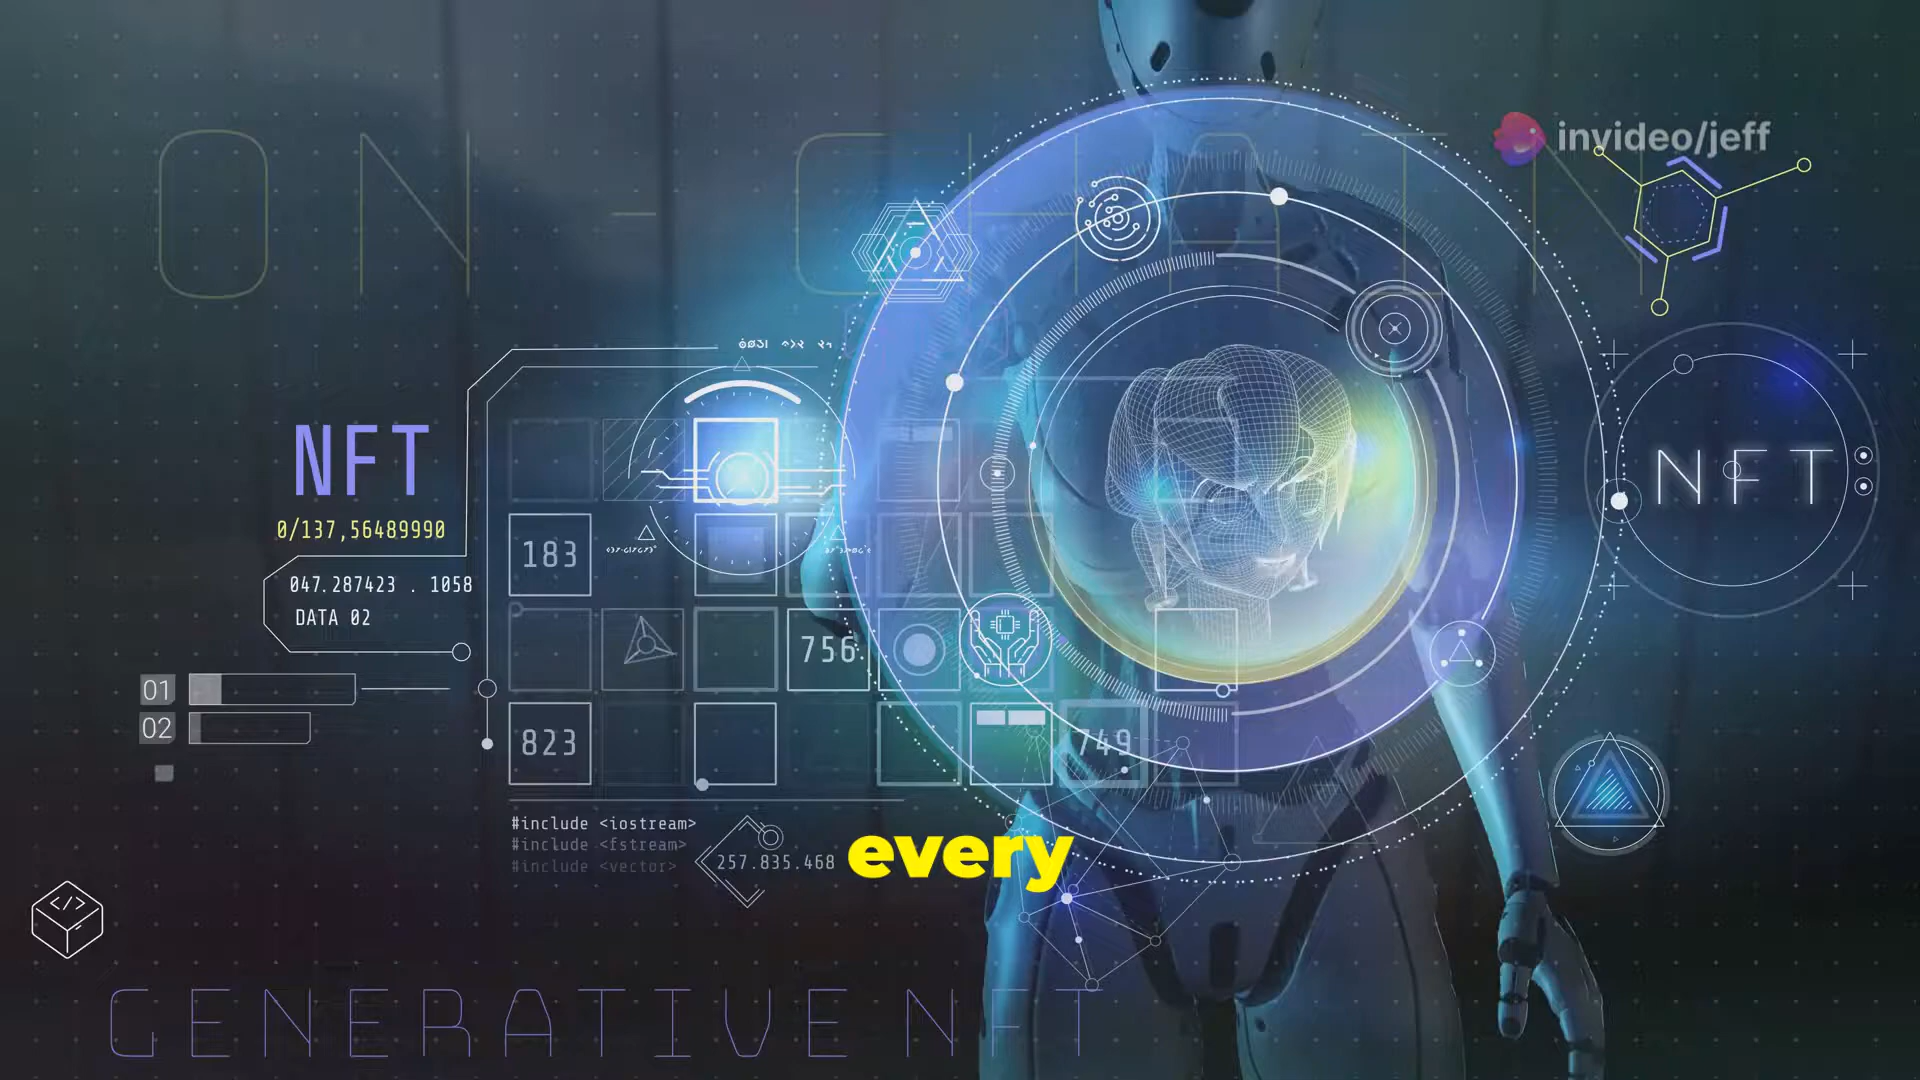 ON-CHAIN
invideo/jeff
NFT
0/137,56489990
047.287423 . 1058
DATA 02
NFT
183
756
01
02
823
749
#include <iostream>
#include <fstream>
#include <vector>
257.835.468
every
</>
GENERATIVE NFT